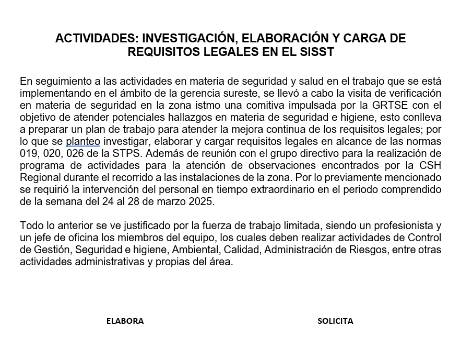 ACTIVIDADES: INVESTIGACIÓN, ELABORACIÓN Y CARGA DE
REQUISITOS LEGALES EN EL SISST
En seguimiento a las actividades en materia de seguridad y salud en el trabajo que se está
implementando en el ámbito de la gerencia sureste, se llevó a cabo la visita de verificación
en materia de seguridad en la zona istmo una comitiva impulsada por la GRTSE con el
objetivo de atender potenciales hallazgos en materia de seguridad e higiene, esto conlleva
a preparar un plan de trabajo para atender la mejora continua de los requisitos legales; por
lo que se planteo investigar, elaborar y cargar requisitos legales en alcance de las normas
019, 020, 026 de la STPS. Además de reunión con el grupo directivo para la realización de
programa de actividades para la atención de observaciones encontrados por la CSH
Regional durante el recorrido a las instalaciones de la zona. Por lo previamente mencionado
se requirió la intervención del personal en tiempo extraordinario en el periodo comprendido
de la semana del 24 al 28 de marzo 2025.
Todo lo anterior se ve justificado por la fuerza de trabajo limitada, siendo un profesionista y
un jefe de oficina los miembros del equipo, los cuales deben realizar actividades de Control
de Gestión, Seguridad e higiene, Ambiental, Calidad, Administración de Riesgos, entre otras
actividades administrativas y propias del área.
ELABORA SOLICITA